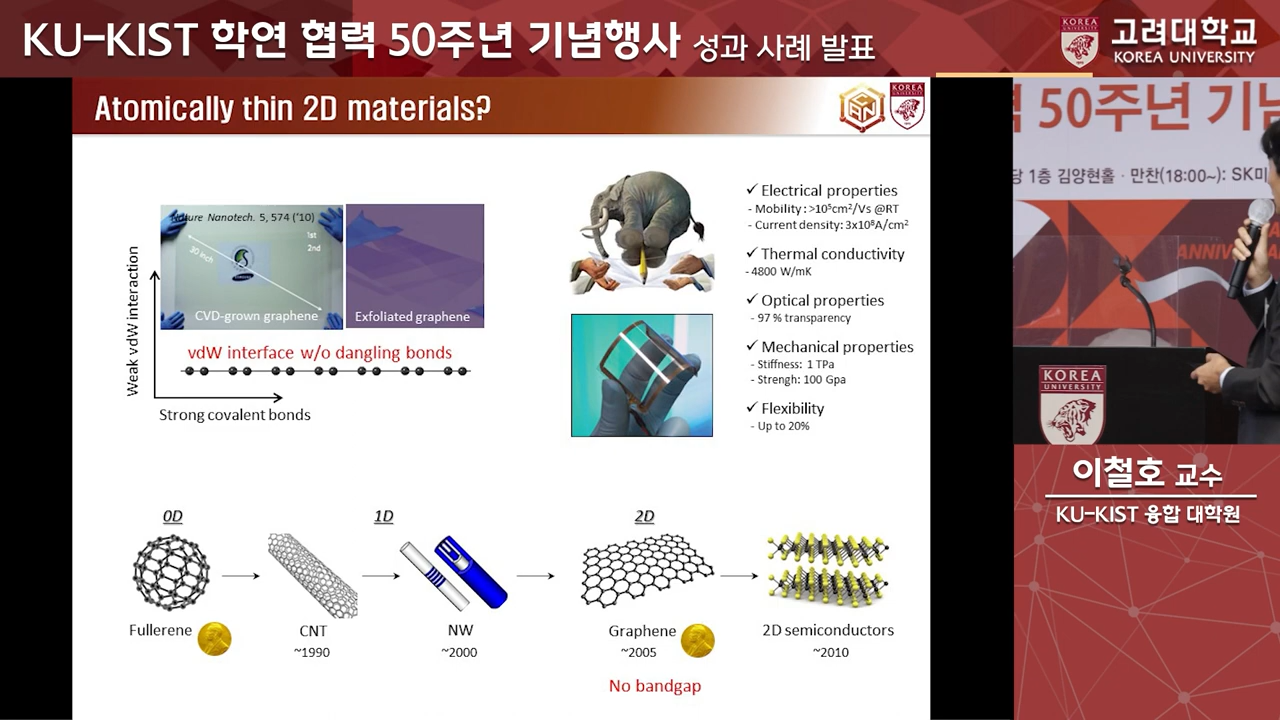 KU-KIST 학연 협력 50주년 기념행사 성과 사례 발표
KOREA
UNIVERSITY
고려대학교
KOREA UNIVERSITY
Atomically thin 2D materials?
KOREA
UNIVERSITY
Nature Nanotech. 5, 574 ('10)
1st
2nd
30 inch
CVD-grown graphene
Exfoliated graphene
Weak vdW interaction
vdW interface w/o dangling bonds
Strong covalent bonds
✓ Electrical properties
- Mobility : >10⁵cm²/Vs @RT
- Current density: 3x10⁸A/cm²
✓ Thermal conductivity
- 4800 W/mK
✓ Optical properties
- 97 % transparency
✓ Mechanical properties
- Stiffness: 1 TPa
- Strengh: 100 Gpa
✓ Flexibility
- Up to 20%
0D
1D
2D
Fullerene
CNT
NW
Graphene
2D semiconductors
~1990
~2000
~2005
~2010
No bandgap
50주년 기념
당 1층 김양현홀 · 만찬(18:00~): SK미
KOREA
UNIVERSITY
이철호 교수
KU-KIST 융합 대학원